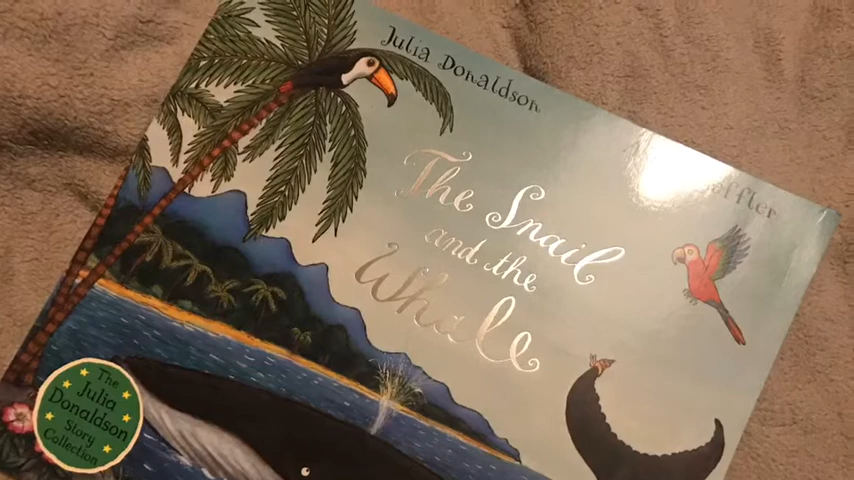 Julia Donaldson
The Snail
and the
Whale
The
Julia
Donaldson
Story
Collection